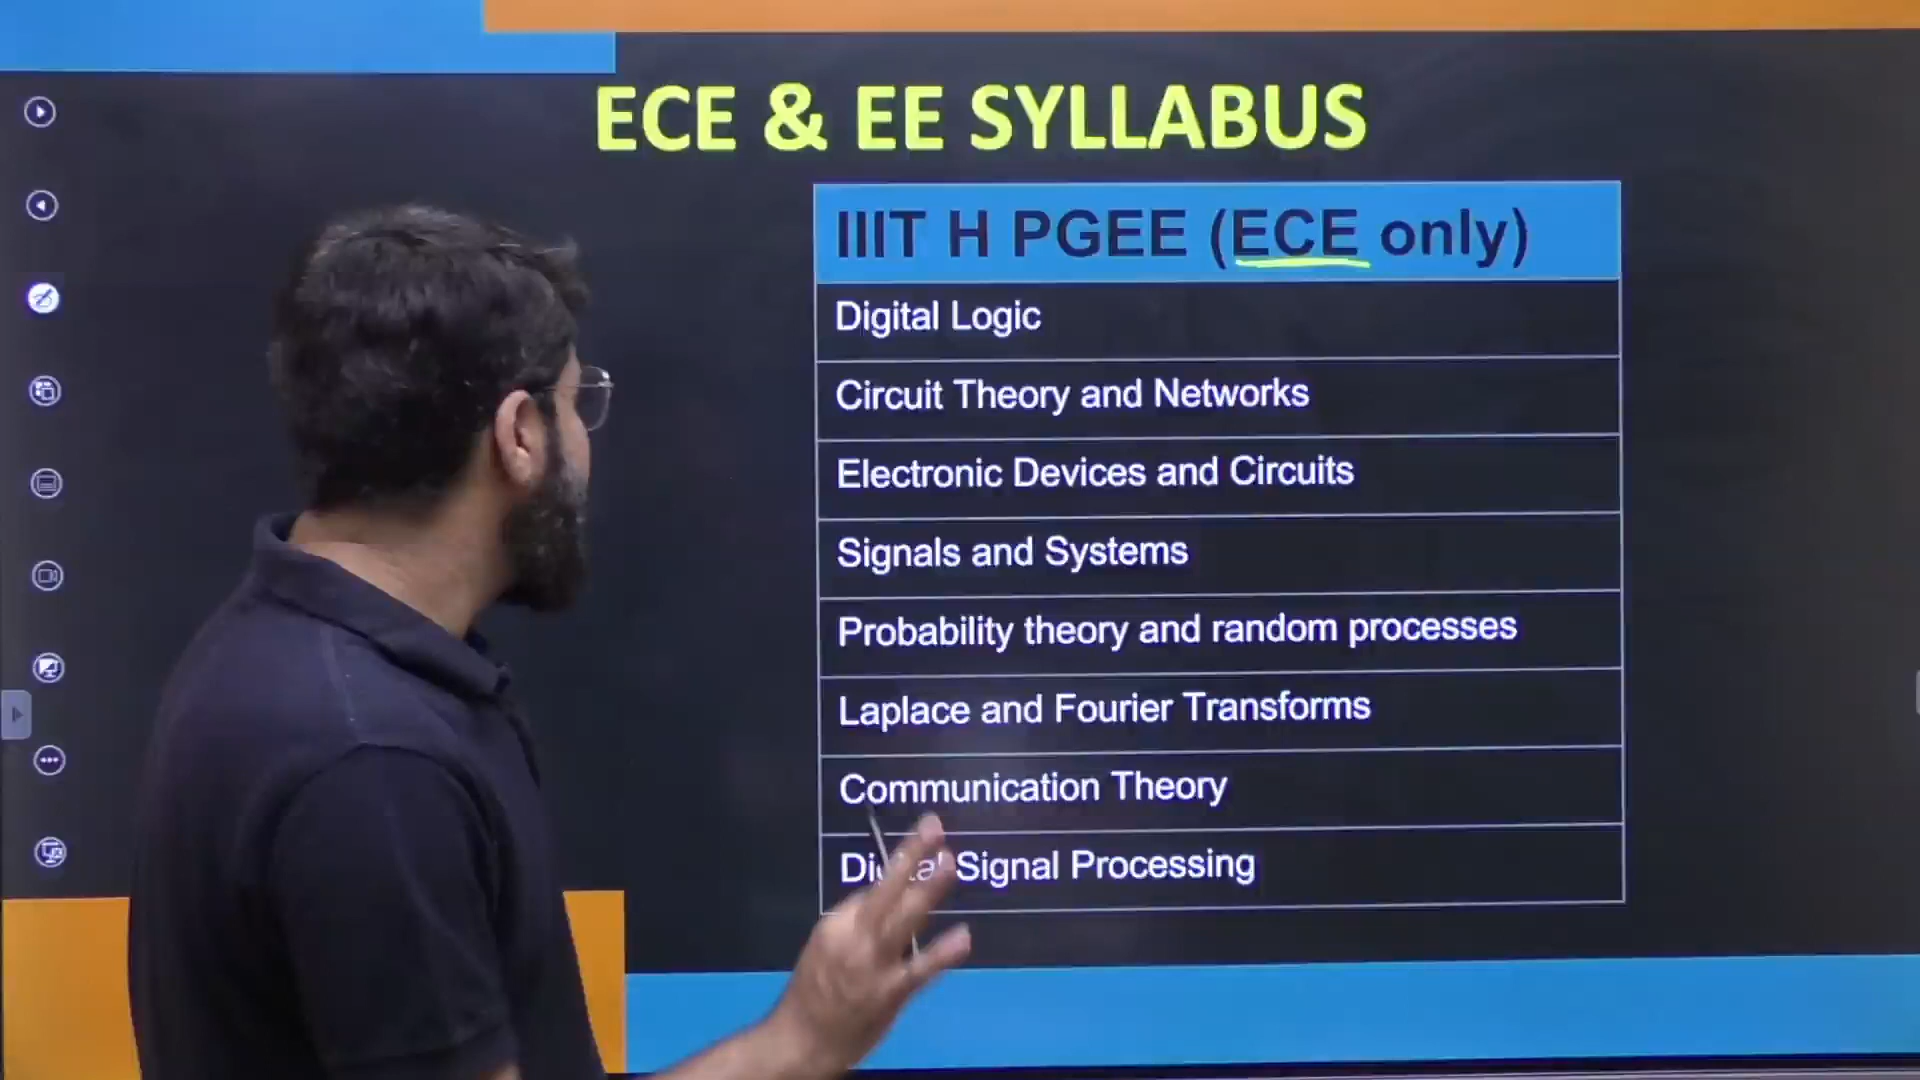 ECE & EE SYLLABUS
IIIT H PGEE (ECE only)
Digital Logic
Circuit Theory and Networks
Electronic Devices and Circuits
Signals and Systems
Probability theory and random processes
Laplace and Fourier Transforms
Communication Theory
Digital Signal Processing